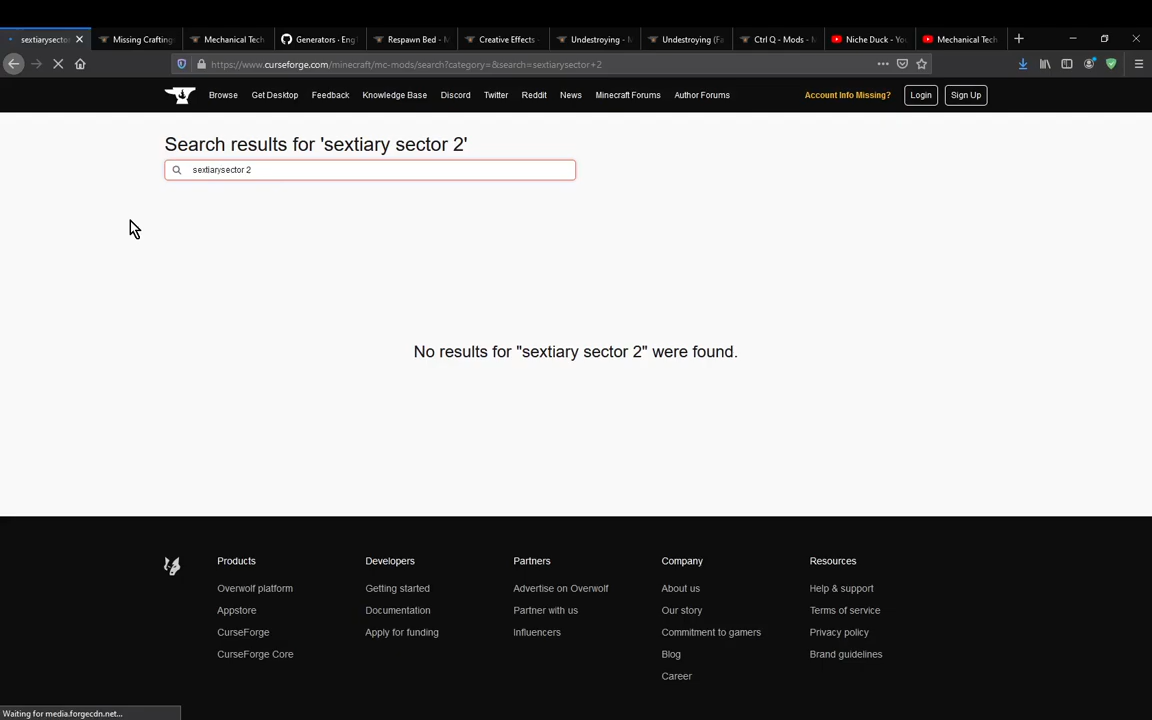 sextiarysector
Missing Crafting
Mechanical Tech
Generators · Eng
Respawn Bed - M
Creative Effects -
Undestroying - M
Undestroying (Fa
Ctrl Q - Mods - M
Niche Duck - You
Mechanical Tech
https://www.curseforge.com/minecraft/mc-mods/search?category=&search=sextiarysector+2
Browse Get Desktop Feedback Knowledge Base Discord Twitter Reddit News Minecraft Forums Author Forums Account Info Missing? Login Sign Up
Search results for 'sextiary sector 2'
sextiarysector 2
No results for "sextiary sector 2" were found.
Products
Overwolf platform
Appstore
CurseForge
CurseForge Core
Developers
Getting started
Documentation
Apply for funding
Partners
Advertise on Overwolf
Partner with us
Influencers
Company
About us
Our story
Commitment to gamers
Blog
Career
Resources
Help & support
Terms of service
Privacy policy
Brand guidelines
Waiting for media.forgecdn.net...